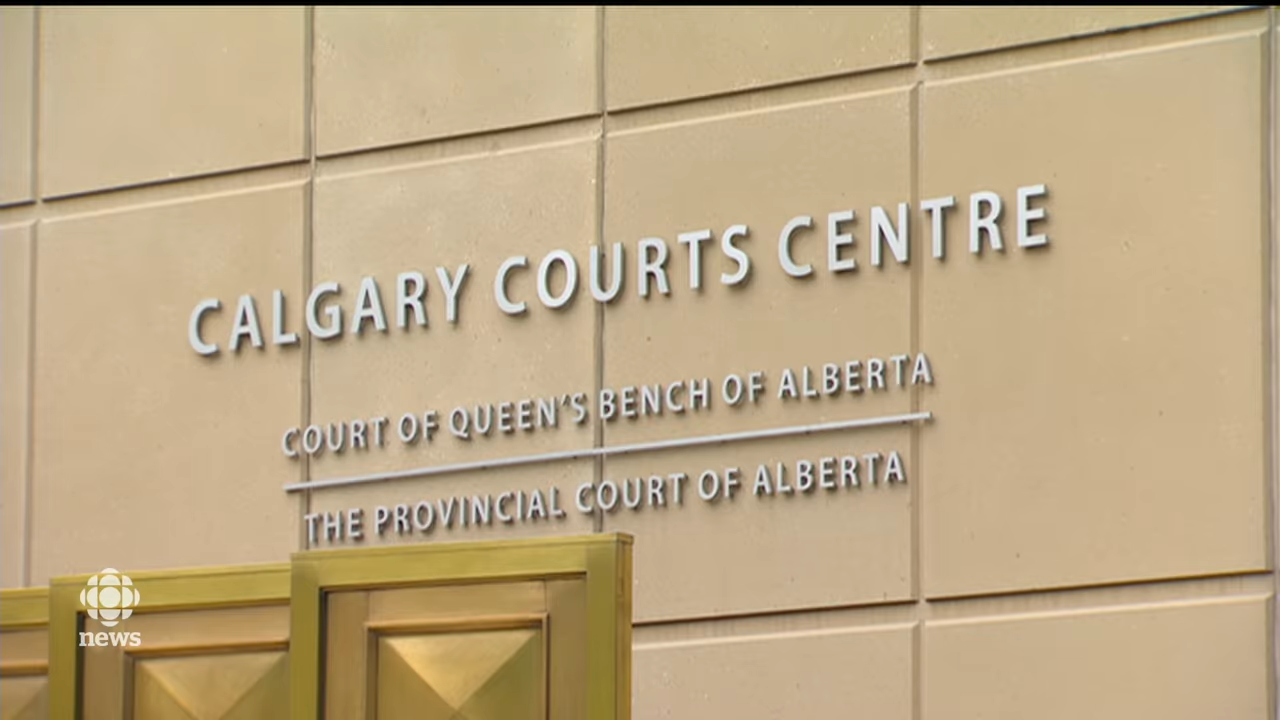 CALGARY COURTS CENTRE
COURT OF QUEEN'S BENCH OF ALBERTA
THE PROVINCIAL COURT OF ALBERTA
news